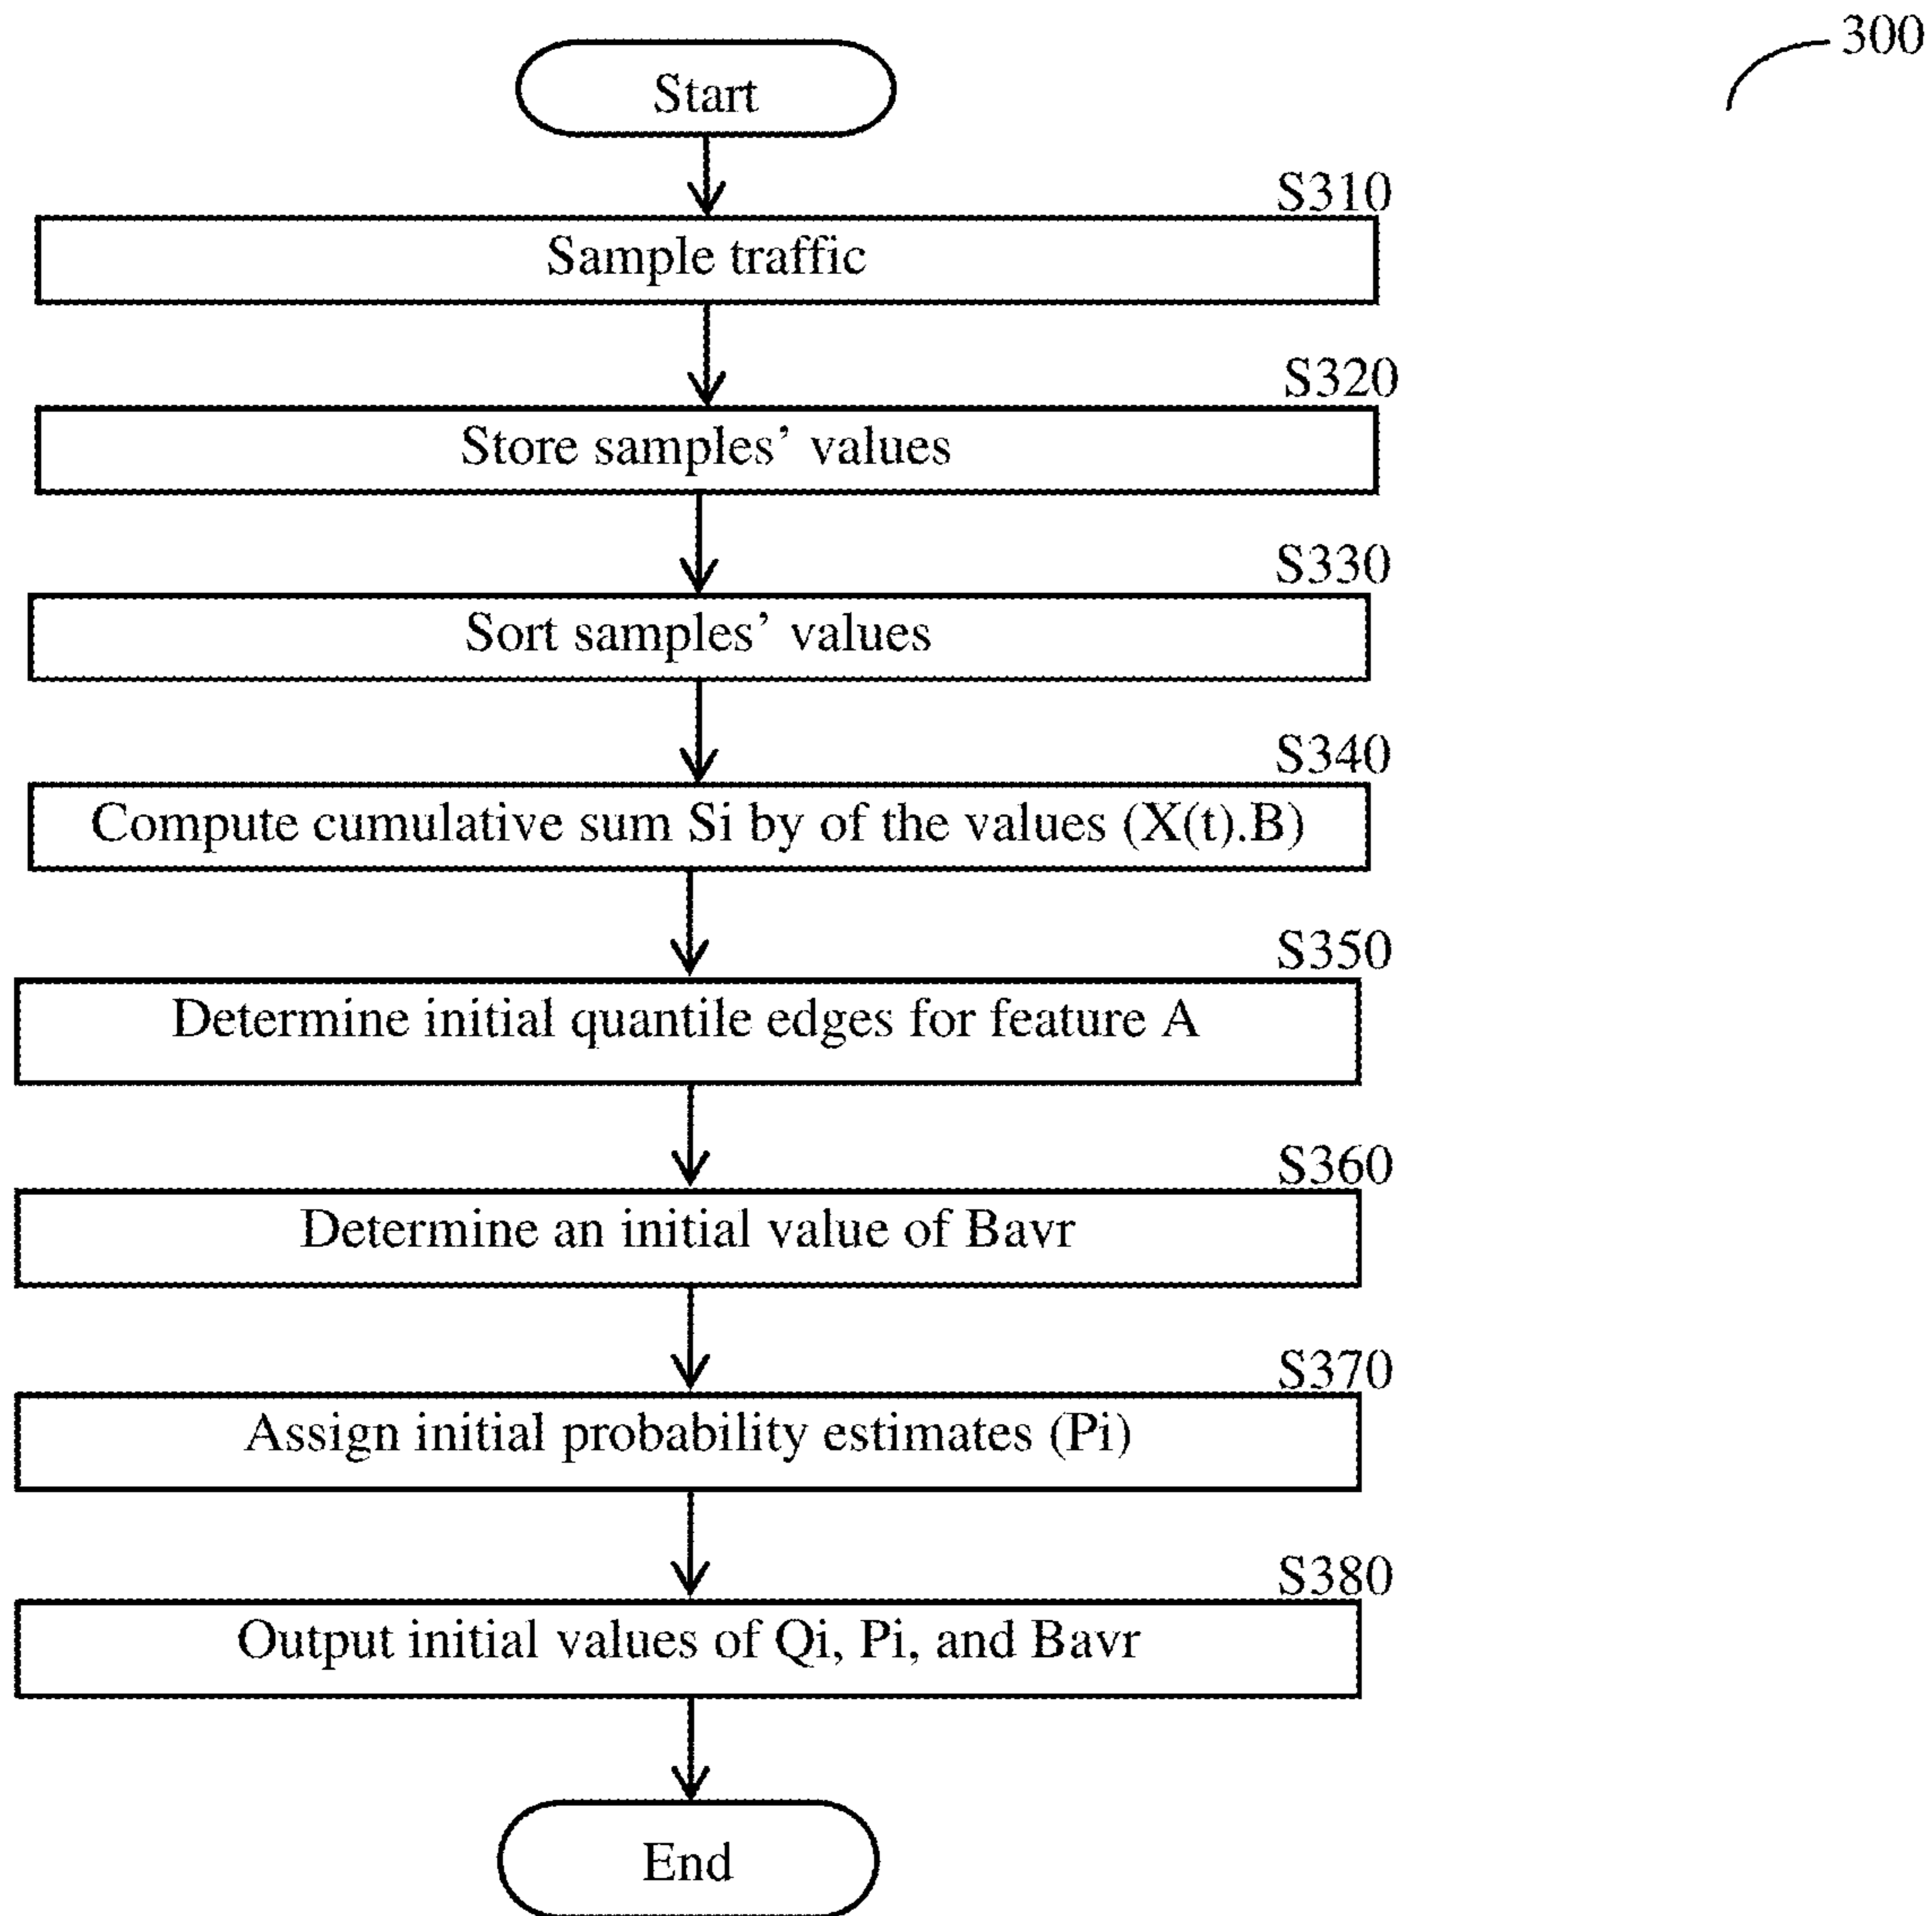 300
Start
S310
Sample traffic
S320
Store samples’ values
S330
Sort samples’ values
S340
Compute cumulative sum Si by of the values (X(t).B)
S350
Determine initial quantile edges for feature A
S360
Determine an initial value of Bavr
S370
Assign initial probability estimates (Pi)
S380
Output initial values of Qi, Pi, and Bavr
End